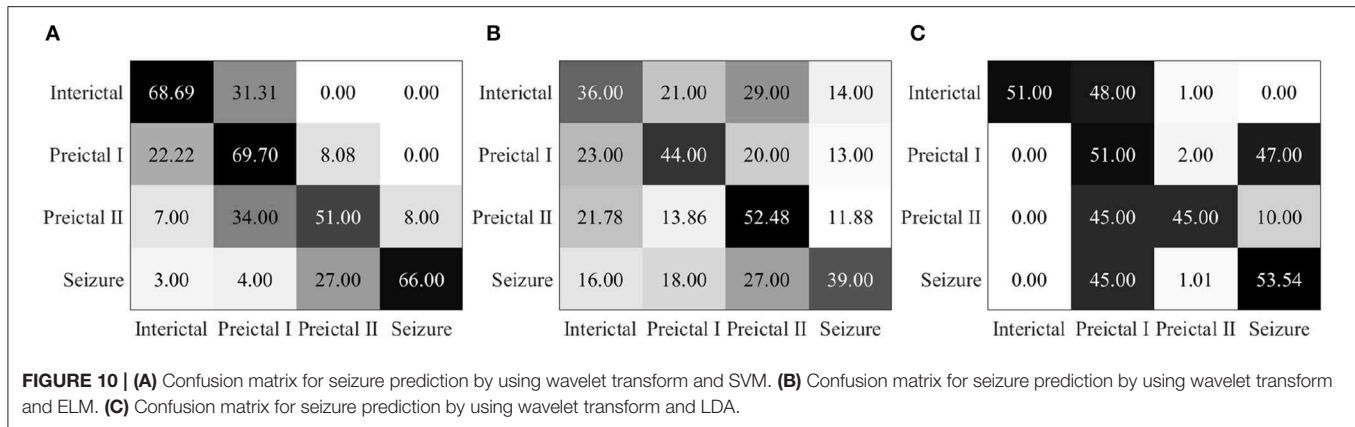 A
B
C
Interictal 68.69 31.31 0.00 0.00
Preictal I 22.22 69.70 8.08 0.00
Preictal II 7.00 34.00 51.00 8.00
Seizure 3.00 4.00 27.00 66.00
Interictal Preictal I Preictal II Seizure
Interictal 36.00 21.00 29.00 14.00
Preictal I 23.00 44.00 20.00 13.00
Preictal II 21.78 13.86 52.48 11.88
Seizure 16.00 18.00 27.00 39.00
Interictal Preictal I Preictal II Seizure
Interictal 51.00 48.00 1.00 0.00
Preictal I 0.00 51.00 2.00 47.00
Preictal II 0.00 45.00 45.00 10.00
Seizure 0.00 45.00 1.01 53.54
Interictal Preictal I Preictal II Seizure
FIGURE 10 | (A) Confusion matrix for seizure prediction by using wavelet transform and SVM. (B) Confusion matrix for seizure prediction by using wavelet transform
and ELM. (C) Confusion matrix for seizure prediction by using wavelet transform and LDA.